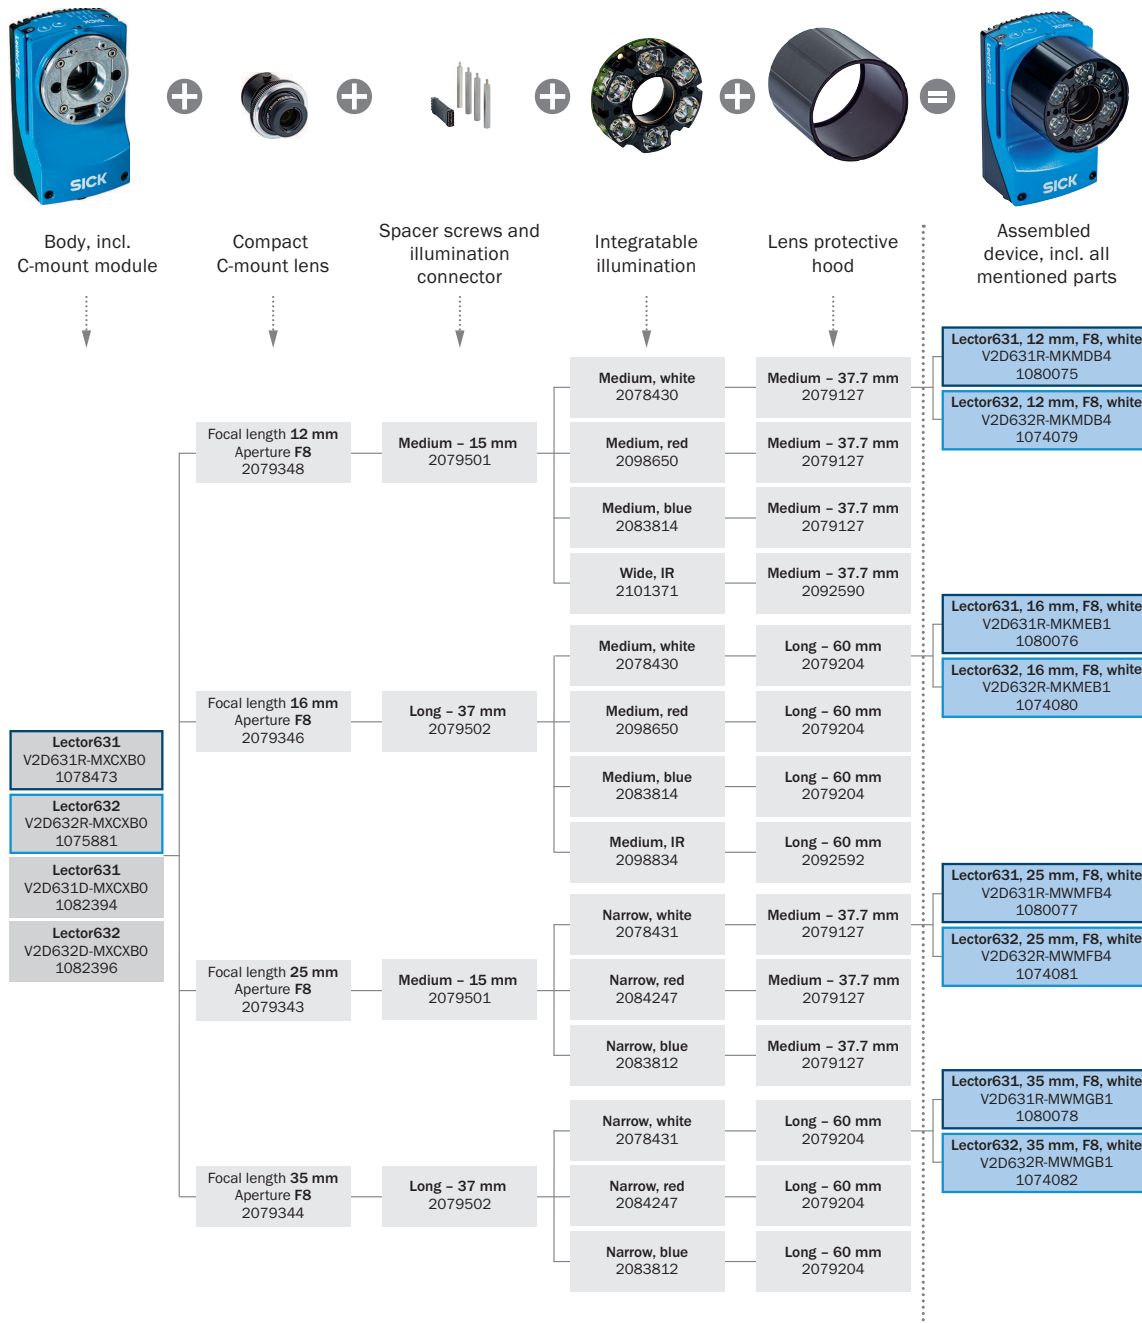 SICK
SICK
Body, incl.
C-mount module
Compact
C-mount lens
Spacer screws and
illumination
connector
Integratable
illumination
Lens protective
hood
Assembled
device, incl. all
mentioned parts
Lector631
V2D631R-MXCXB0
1078473
Lector632
V2D632R-MXCXB0
1075881
Lector631
V2D631D-MXCXB0
1082394
Lector632
V2D632D-MXCXB0
1082396
Focal length 12 mm
Aperture F8
2079348
Medium – 15 mm
2079501
Medium, white
2078430
Medium – 37.7 mm
2079127
Medium, red
2098650
Medium – 37.7 mm
2079127
Medium, blue
2083814
Medium – 37.7 mm
2079127
Wide, IR
2101371
Medium – 37.7 mm
2092590
Lector631, 12 mm, F8, white
V2D631R-MKMDB4
1080075
Lector632, 12 mm, F8, white
V2D632R-MKMDB4
1074079
Focal length 16 mm
Aperture F8
2079346
Long – 37 mm
2079502
Medium, white
2078430
Long – 60 mm
2079204
Medium, red
2098650
Long – 60 mm
2079204
Medium, blue
2083814
Long – 60 mm
2079204
Medium, IR
2098834
Long – 60 mm
2092592
Lector631, 16 mm, F8, white
V2D631R-MKMEB1
1080076
Lector632, 16 mm, F8, white
V2D632R-MKMEB1
1074080
Focal length 25 mm
Aperture F8
2079343
Medium – 15 mm
2079501
Narrow, white
2078431
Medium – 37.7 mm
2079127
Narrow, red
2084247
Medium – 37.7 mm
2079127
Narrow, blue
2083812
Medium – 37.7 mm
2079127
Lector631, 25 mm, F8, white
V2D631R-MWMFB4
1080077
Lector632, 25 mm, F8, white
V2D632R-MWMFB4
1074081
Focal length 35 mm
Aperture F8
2079344
Long – 37 mm
2079502
Narrow, white
2078431
Long – 60 mm
2079204
Narrow, red
2084247
Long – 60 mm
2079204
Narrow, blue
2083812
Long – 60 mm
2079204
Lector631, 35 mm, F8, white
V2D631R-MWMGB1
1080078
Lector632, 35 mm, F8, white
V2D632R-MWMGB1
1074082